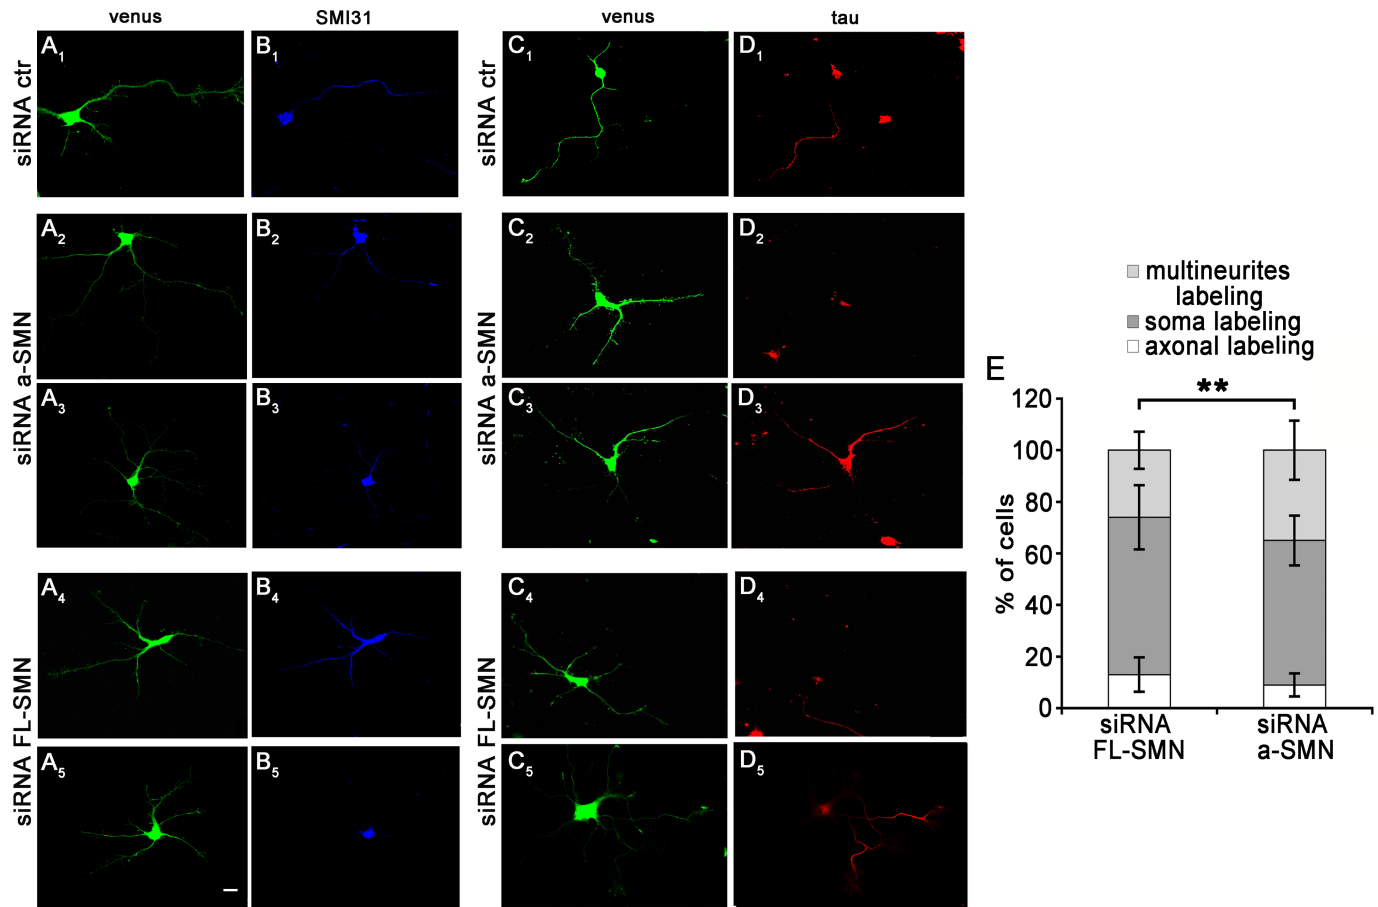 venus SMI31 venus tau
siRNA ctr
A1 B1
siRNA ctr
C1 D1
siRNA a-SMN
A2 B2
siRNA a-SMN
C2 D2
A3 B3
C3 D3
siRNA FL-SMN
A4 B4
siRNA FL-SMN
C4 D4
A5 B5
C5 D5
multineurites
labeling
soma labeling
axonal labeling
E
**
% of cells
120
100
80
60
40
20
0
siRNA
FL-SMN
siRNA
a-SMN